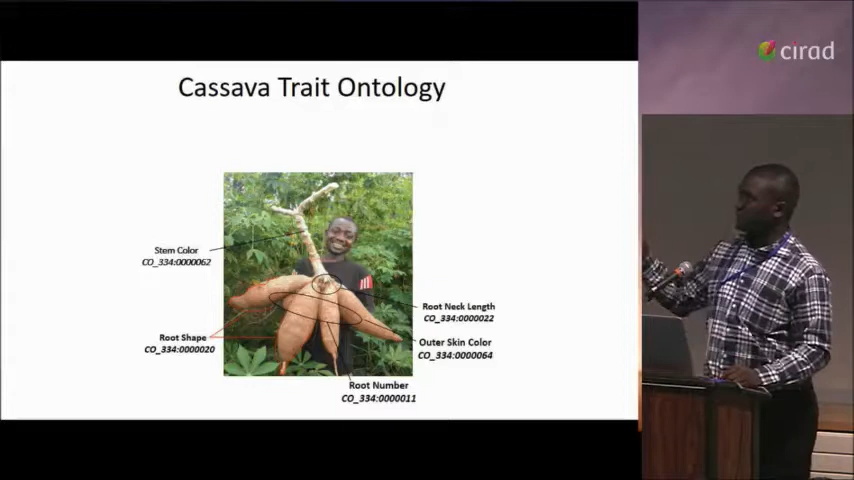 Cassava Trait Ontology
cirad
Stem Color
CO_334:0000062
Root Neck Length
CO_334:0000022
Root Shape
CO_334:0000020
Outer Skin Color
CO_334:0000064
Root Number
CO_334:0000011